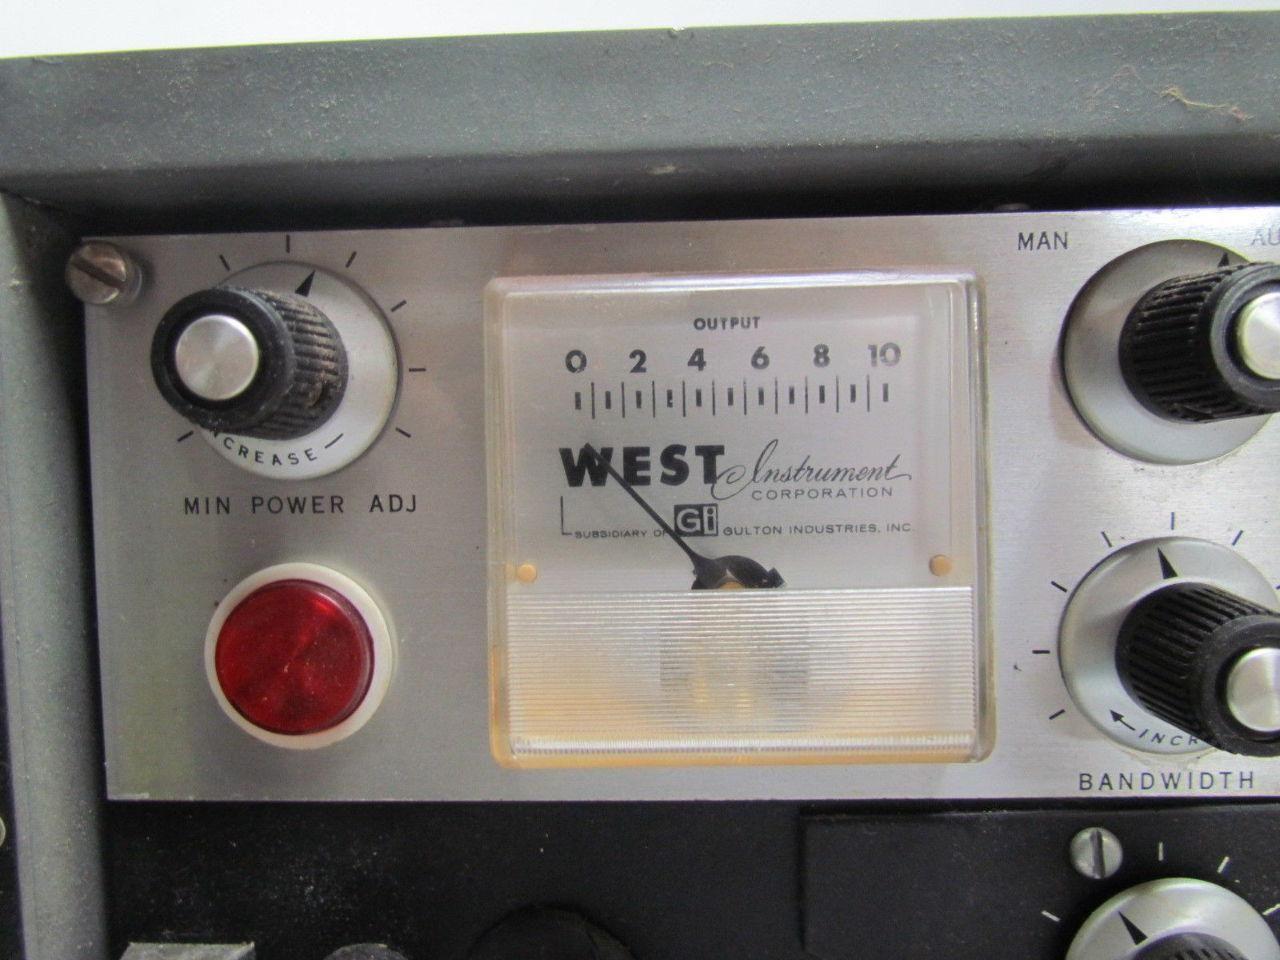 MAN
OUTPUT
0 2 4 6 8 10
WEST Instrument
CORPORATION
SUBSIDIARY OF Gi GULTON INDUSTRIES, INC.
MIN POWER ADJ
BANDWIDTH